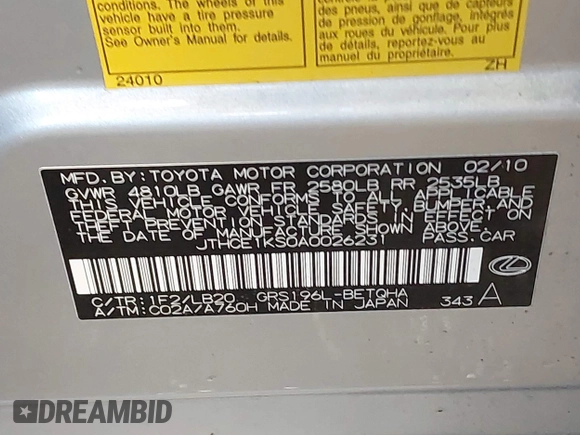 conditions. The wheels of this
vehicle have a tire pressure
sensor built into them.
See Owner's Manual for details.
24010
pneus, ainsi que de capteurs
de pression de gonflage, intégrés
aux roues du véhicule. Pour plus
de détails, reportez-vous au
manuel du propriétaire.
ZH
MFD.BY:TOYOTA MOTOR CORPORATION 02/10
GVWR 4810LB GAWR FR 2580LB RR 2535LB
THIS VEHICLE CONFORMS TO ALL APPLICABLE
FEDERAL MOTOR VEHICLE SAFETY, BUMPER, AND
THEFT PREVENTION STANDARDS IN EFFECT ON
THE DATE OF MANUFACTURE SHOWN ABOVE.
JTHCE1KS0A0026231 PASS.CAR
C/TR:1F2/LB20 GRS196L-BETQHA
A/TM:C02A/A760H MADE IN JAPAN 343 A
DREAMBID